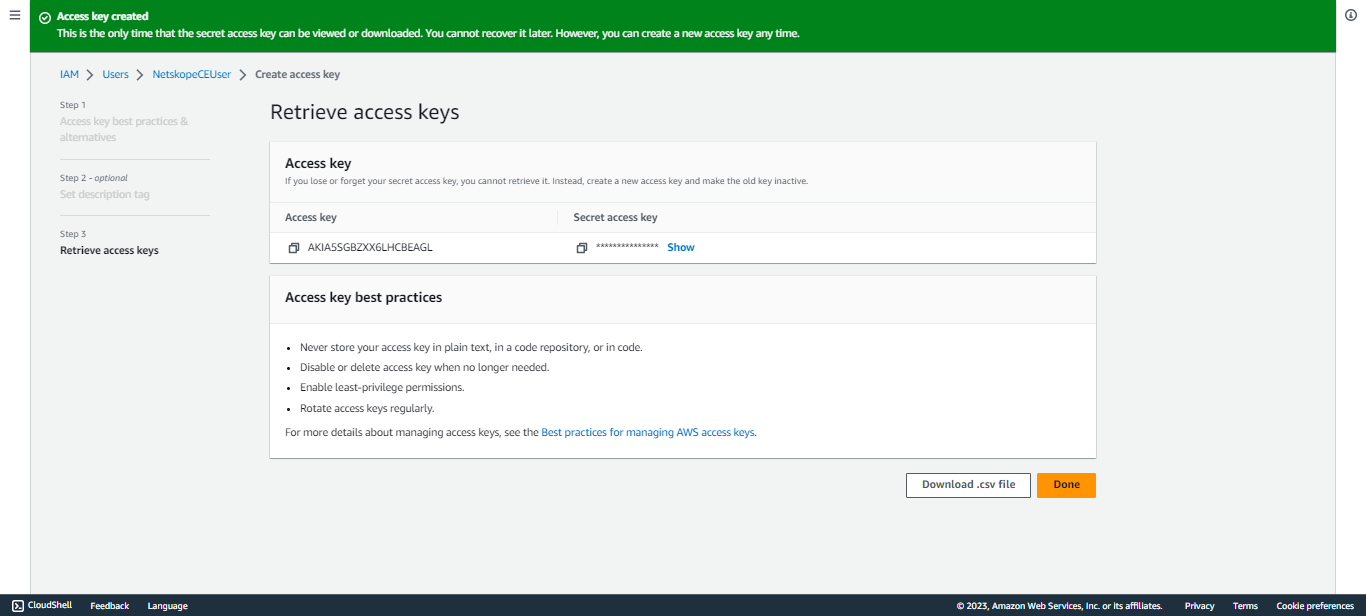 Access key created
This is the only time that the secret access key can be viewed or downloaded. You cannot recover it later. However, you can create a new access key any time.
IAM > Users > NetskopeCEUser > Create access key
Step 1
Access key best practices &
alternatives
Step 2 - optional
Set description tag
Step 3
Retrieve access keys
Retrieve access keys
Access key
If you lose or forget your secret access key, you cannot retrieve it. Instead, create a new access key and make the old key inactive.
Access key Secret access key
AKIA5SGBZXX6LHCBEAGL *************** Show
Access key best practices
• Never store your access key in plain text, in a code repository, or in code.
• Disable or delete access key when no longer needed.
• Enable least-privilege permissions.
• Rotate access keys regularly.
For more details about managing access keys, see the Best practices for managing AWS access keys.
Download .csv file Done
CloudShell Feedback Language © 2023, Amazon Web Services, Inc. or its affiliates. Privacy Terms Cookie preferences